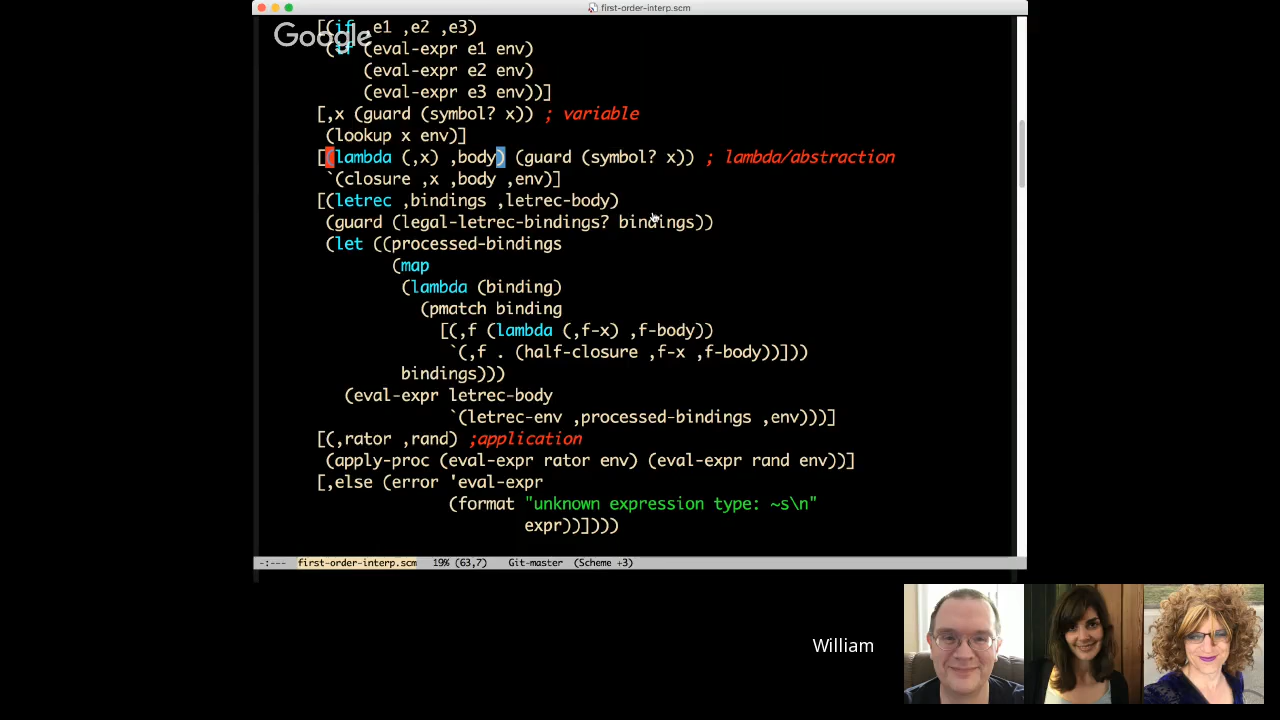 first-order-interp.scm
Google
[(if ,e1 ,e2 ,e3)
(if (eval-expr e1 env)
(eval-expr e2 env)
(eval-expr e3 env))]
[,x (guard (symbol? x)) ; variable
(lookup x env)]
[(lambda (,x) ,body) (guard (symbol? x)) ; lambda/abstraction
`(closure ,x ,body ,env)]
[(letrec ,bindings ,letrec-body)
(guard (legal-letrec-bindings? bindings))
(let ((processed-bindings
(map
(lambda (binding)
(pmatch binding
[(,f (lambda (,f-x) ,f-body))
`(,f . (half-closure ,f-x ,f-body))]))
bindings)))
(eval-expr letrec-body
`(letrec-env ,processed-bindings ,env)))]
[(,rator ,rand) ;application
(apply-proc (eval-expr rator env) (eval-expr rand env))]
[,else (error 'eval-expr
(format "unknown expression type: ~s\n"
expr))])))
-:--- first-order-interp.scm 19% (63,7) Git-master (Scheme +3)
William